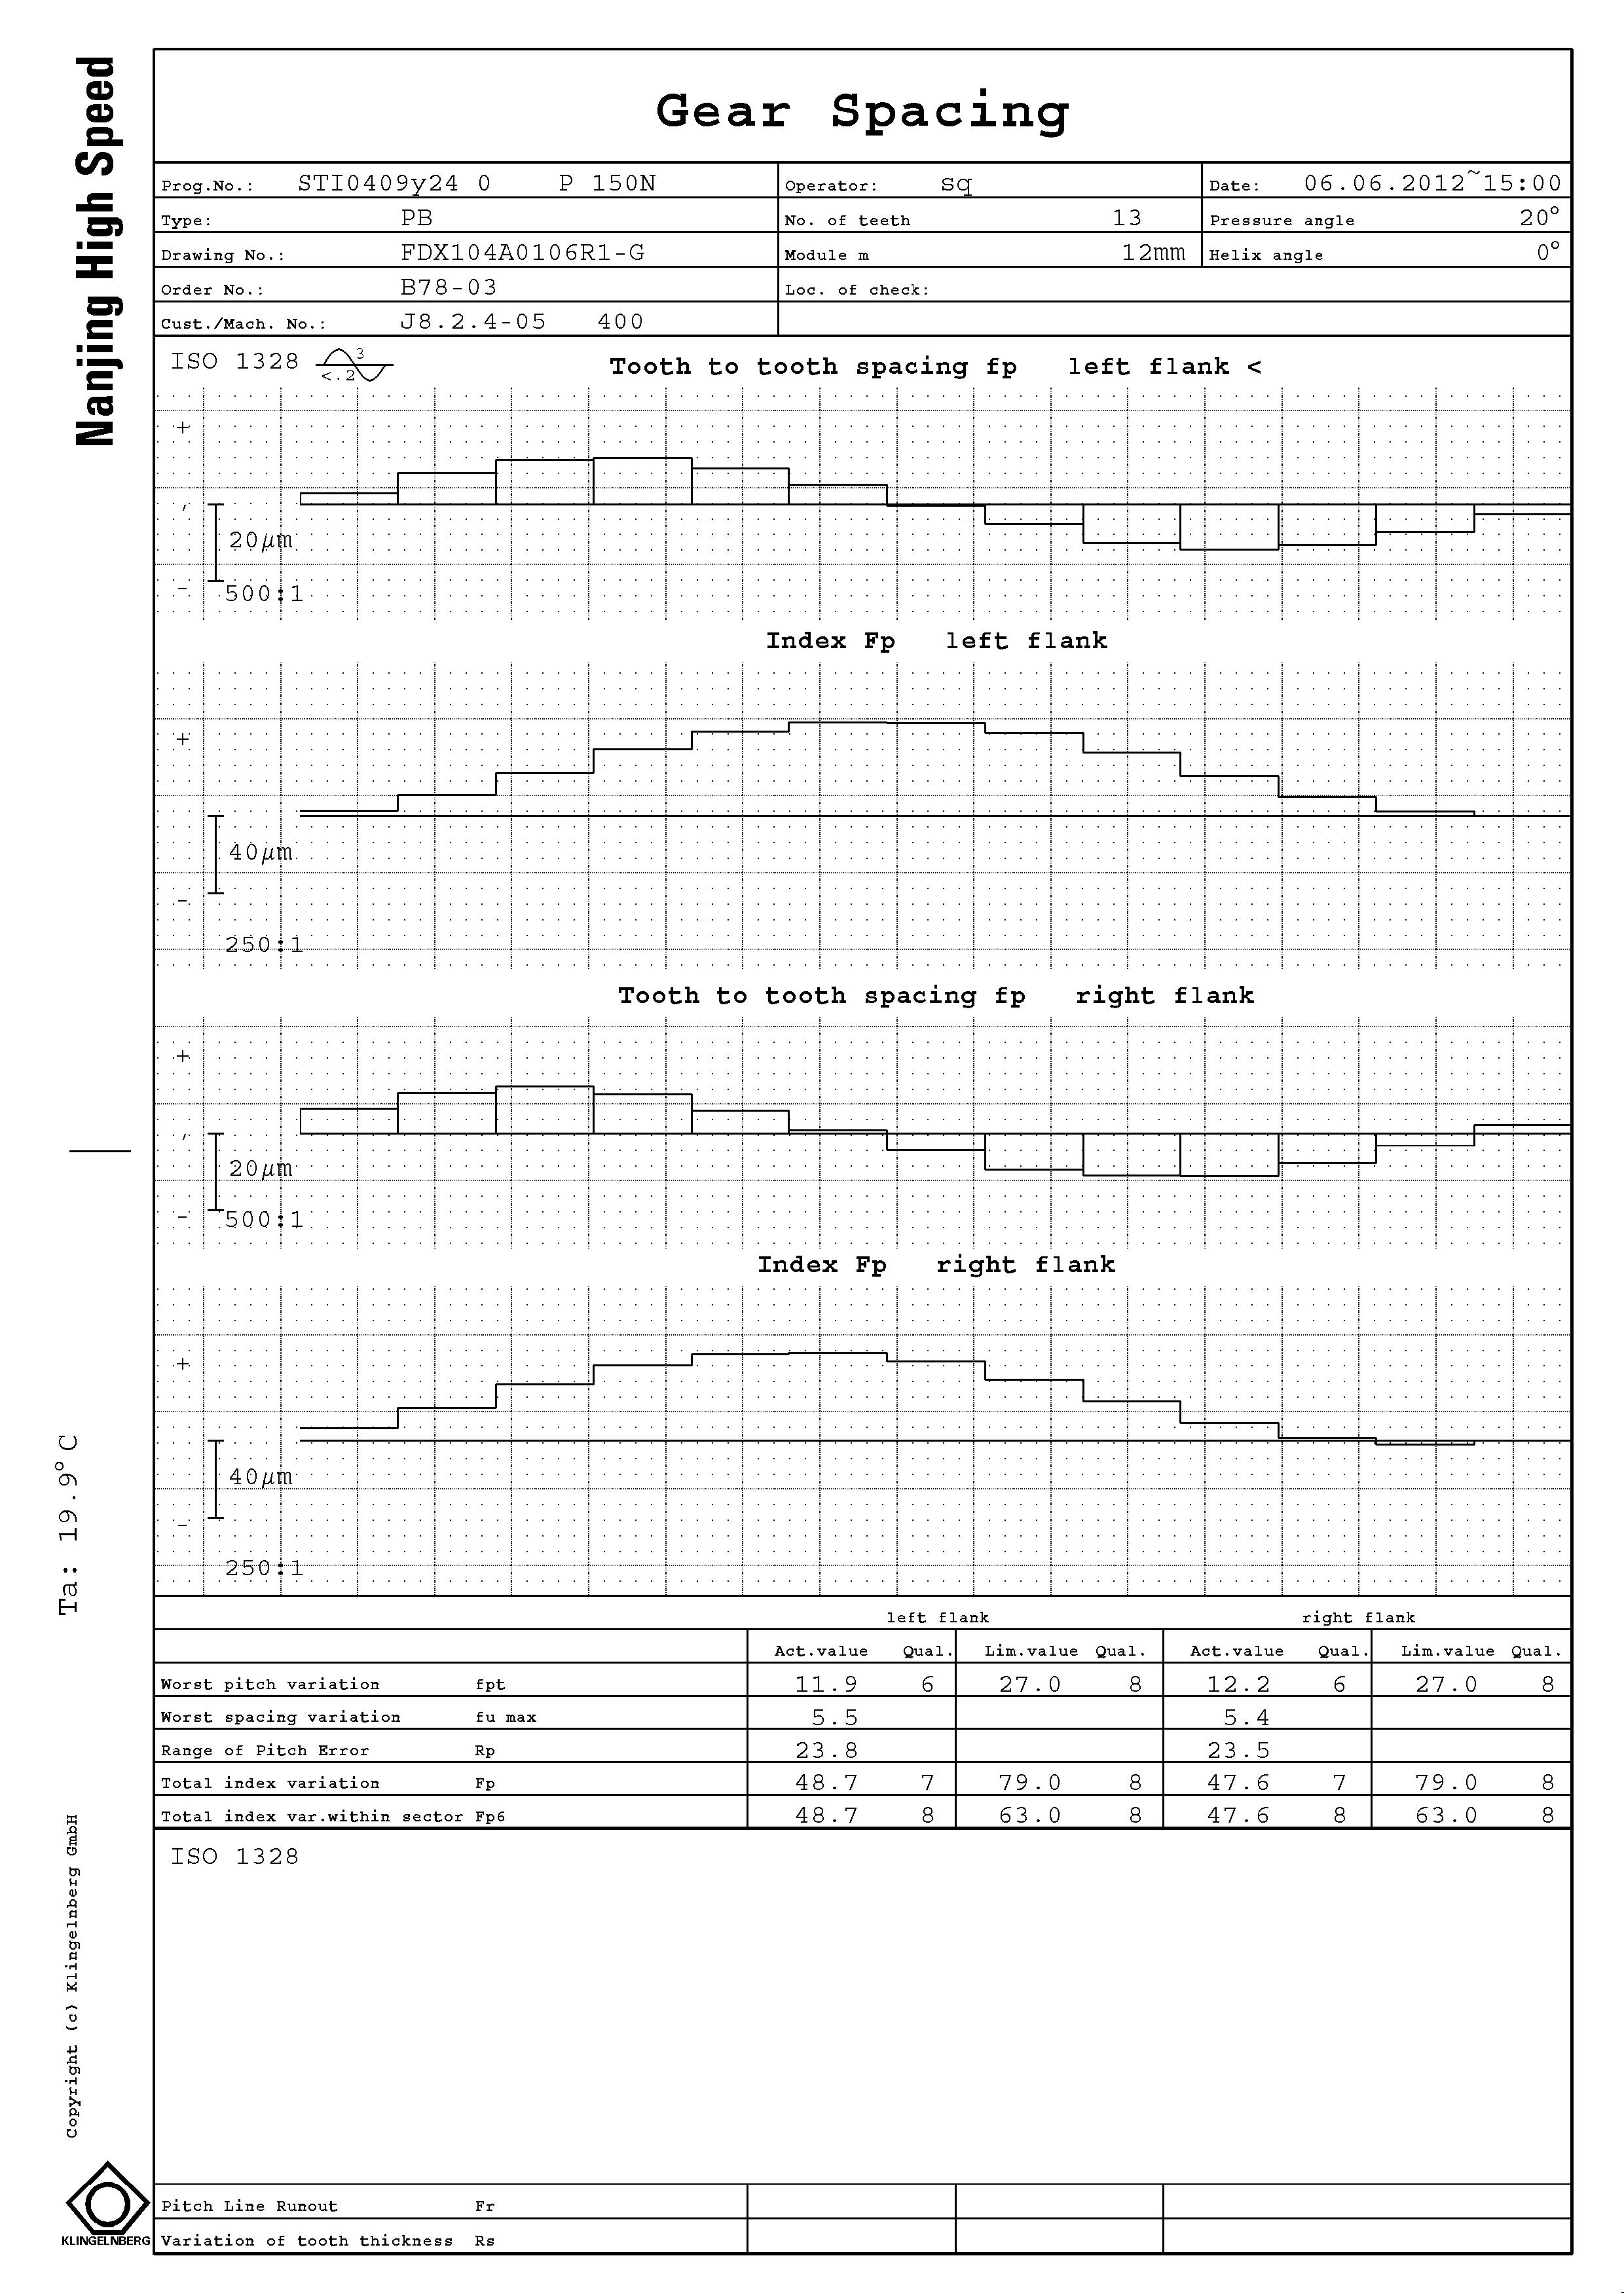 Nanjing High Speed
Gear Spacing
Prog.No.: STI0409y24 0 P 150N Operator: sq Date: 06.06.2012~15:00
Type: PB No. of teeth 13 Pressure angle 20°
Drawing No.: FDX104A0106R1-G Module m 12mm Helix angle 0°
Order No.: B78-03 Loc. of check:
Cust./Mach. No.: J8.2.4-05 400
ISO 1328 3 <.2 Tooth to tooth spacing fp left flank <
+
20µm
-
500:1
Index Fp left flank
+
40µm
-
250:1
Tooth to tooth spacing fp right flank
+
20µm
-
500:1
Index Fp right flank
+
40µm
-
250:1
left flank right flank
Act.value Qual. Lim.value Qual. Act.value Qual. Lim.value Qual.
Worst pitch variation fpt 11.9 6 27.0 8 12.2 6 27.0 8
Worst spacing variation fu max 5.5 5.4
Range of Pitch Error Rp 23.8 23.5
Total index variation Fp 48.7 7 79.0 8 47.6 7 79.0 8
Total index var.within sector Fp6 48.7 8 63.0 8 47.6 8 63.0 8
ISO 1328
Pitch Line Runout Fr
Variation of tooth thickness Rs
Ta: 19.9°C
Copyright (c) Klingelnberg GmbH
KLINGELNBERG